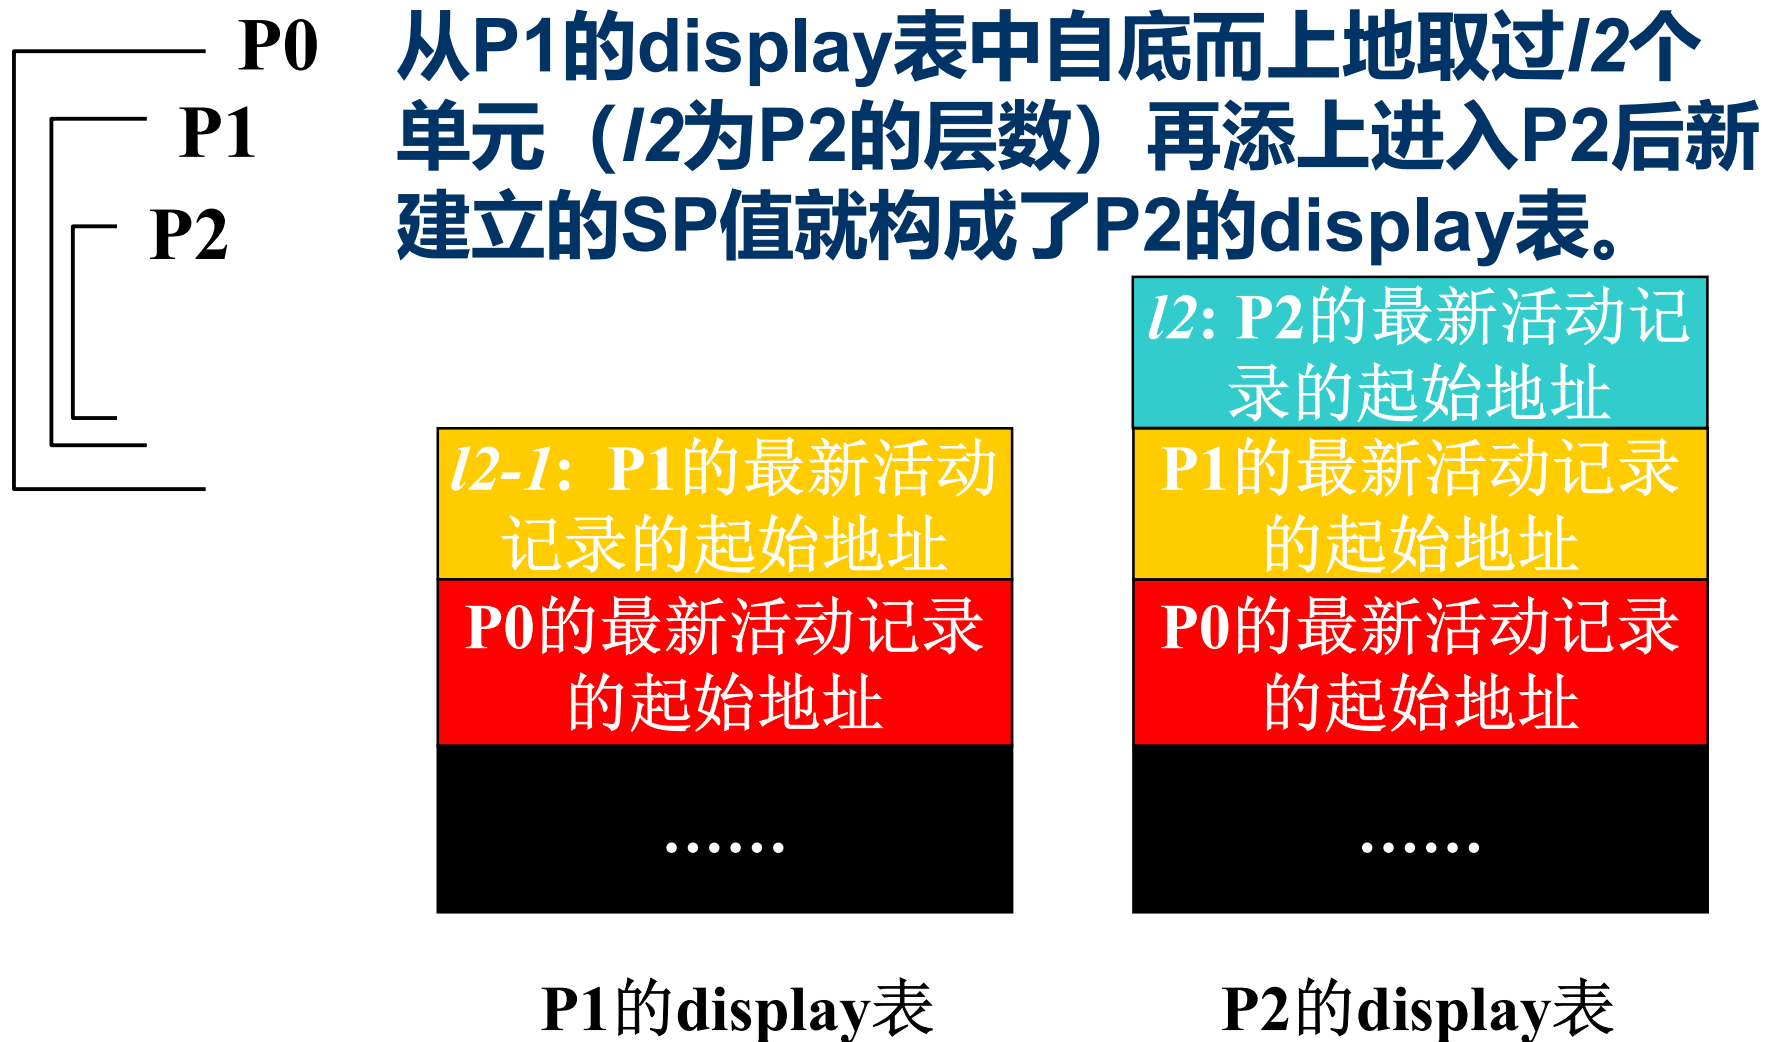 P0
从P1的display表中自底而上地取过l2个
P1
单元（l2为P2的层数）再添上进入P2后新
P2
建立的SP值就构成了P2的display表。
l2: P2的最新活动记
录的起始地址
l2-1: P1的最新活动
记录的起始地址
P1的最新活动记录
的起始地址
P0的最新活动记录
的起始地址
P0的最新活动记录
的起始地址
······
······
P1的display表
P2的display表